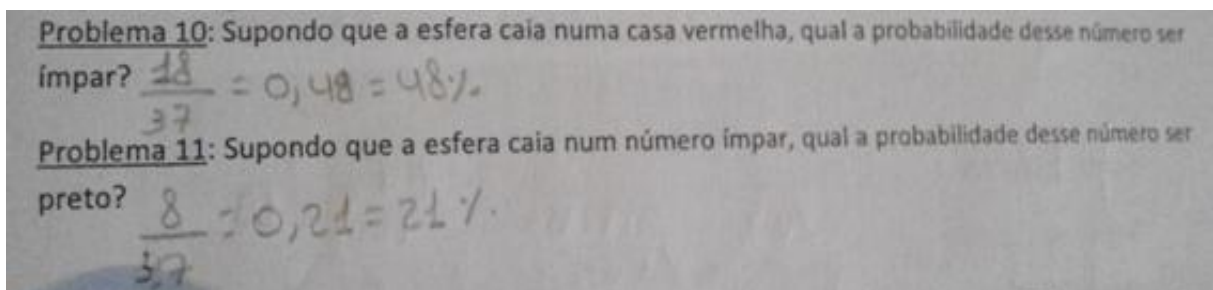 Problema 10: Supondo que a esfera caia numa casa vermelha, qual a probabilidade desse número ser
ímpar? 18/37 = 0,48 = 48%.
Problema 11: Supondo que a esfera caia num número ímpar, qual a probabilidade desse número ser
preto? 8/37 = 0,21 = 21%.